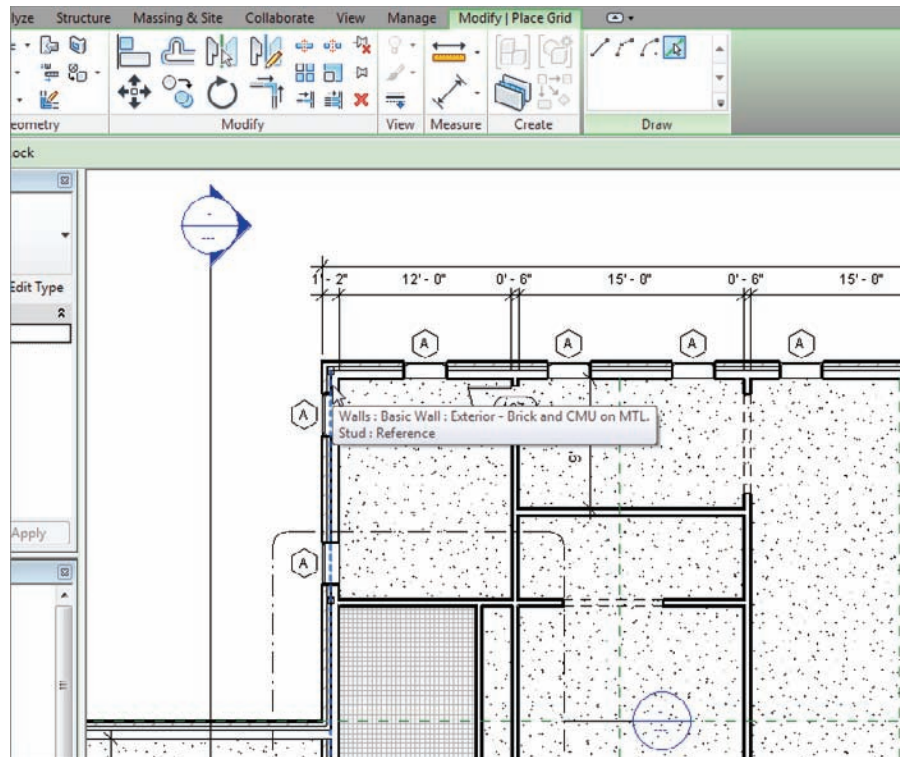 lyze Structure Massing & Site Collaborate View Manage Modify | Place Grid
eometry Modify View Measure Create Draw
ock
Edit Type
1'- 2" 12' - 0" 0' - 6" 15' - 0" 0' - 6" 15' - 0"
A A A A
A
Walls : Basic Wall : Exterior - Brick and CMU on MTL.
Stud : Reference
Apply
A